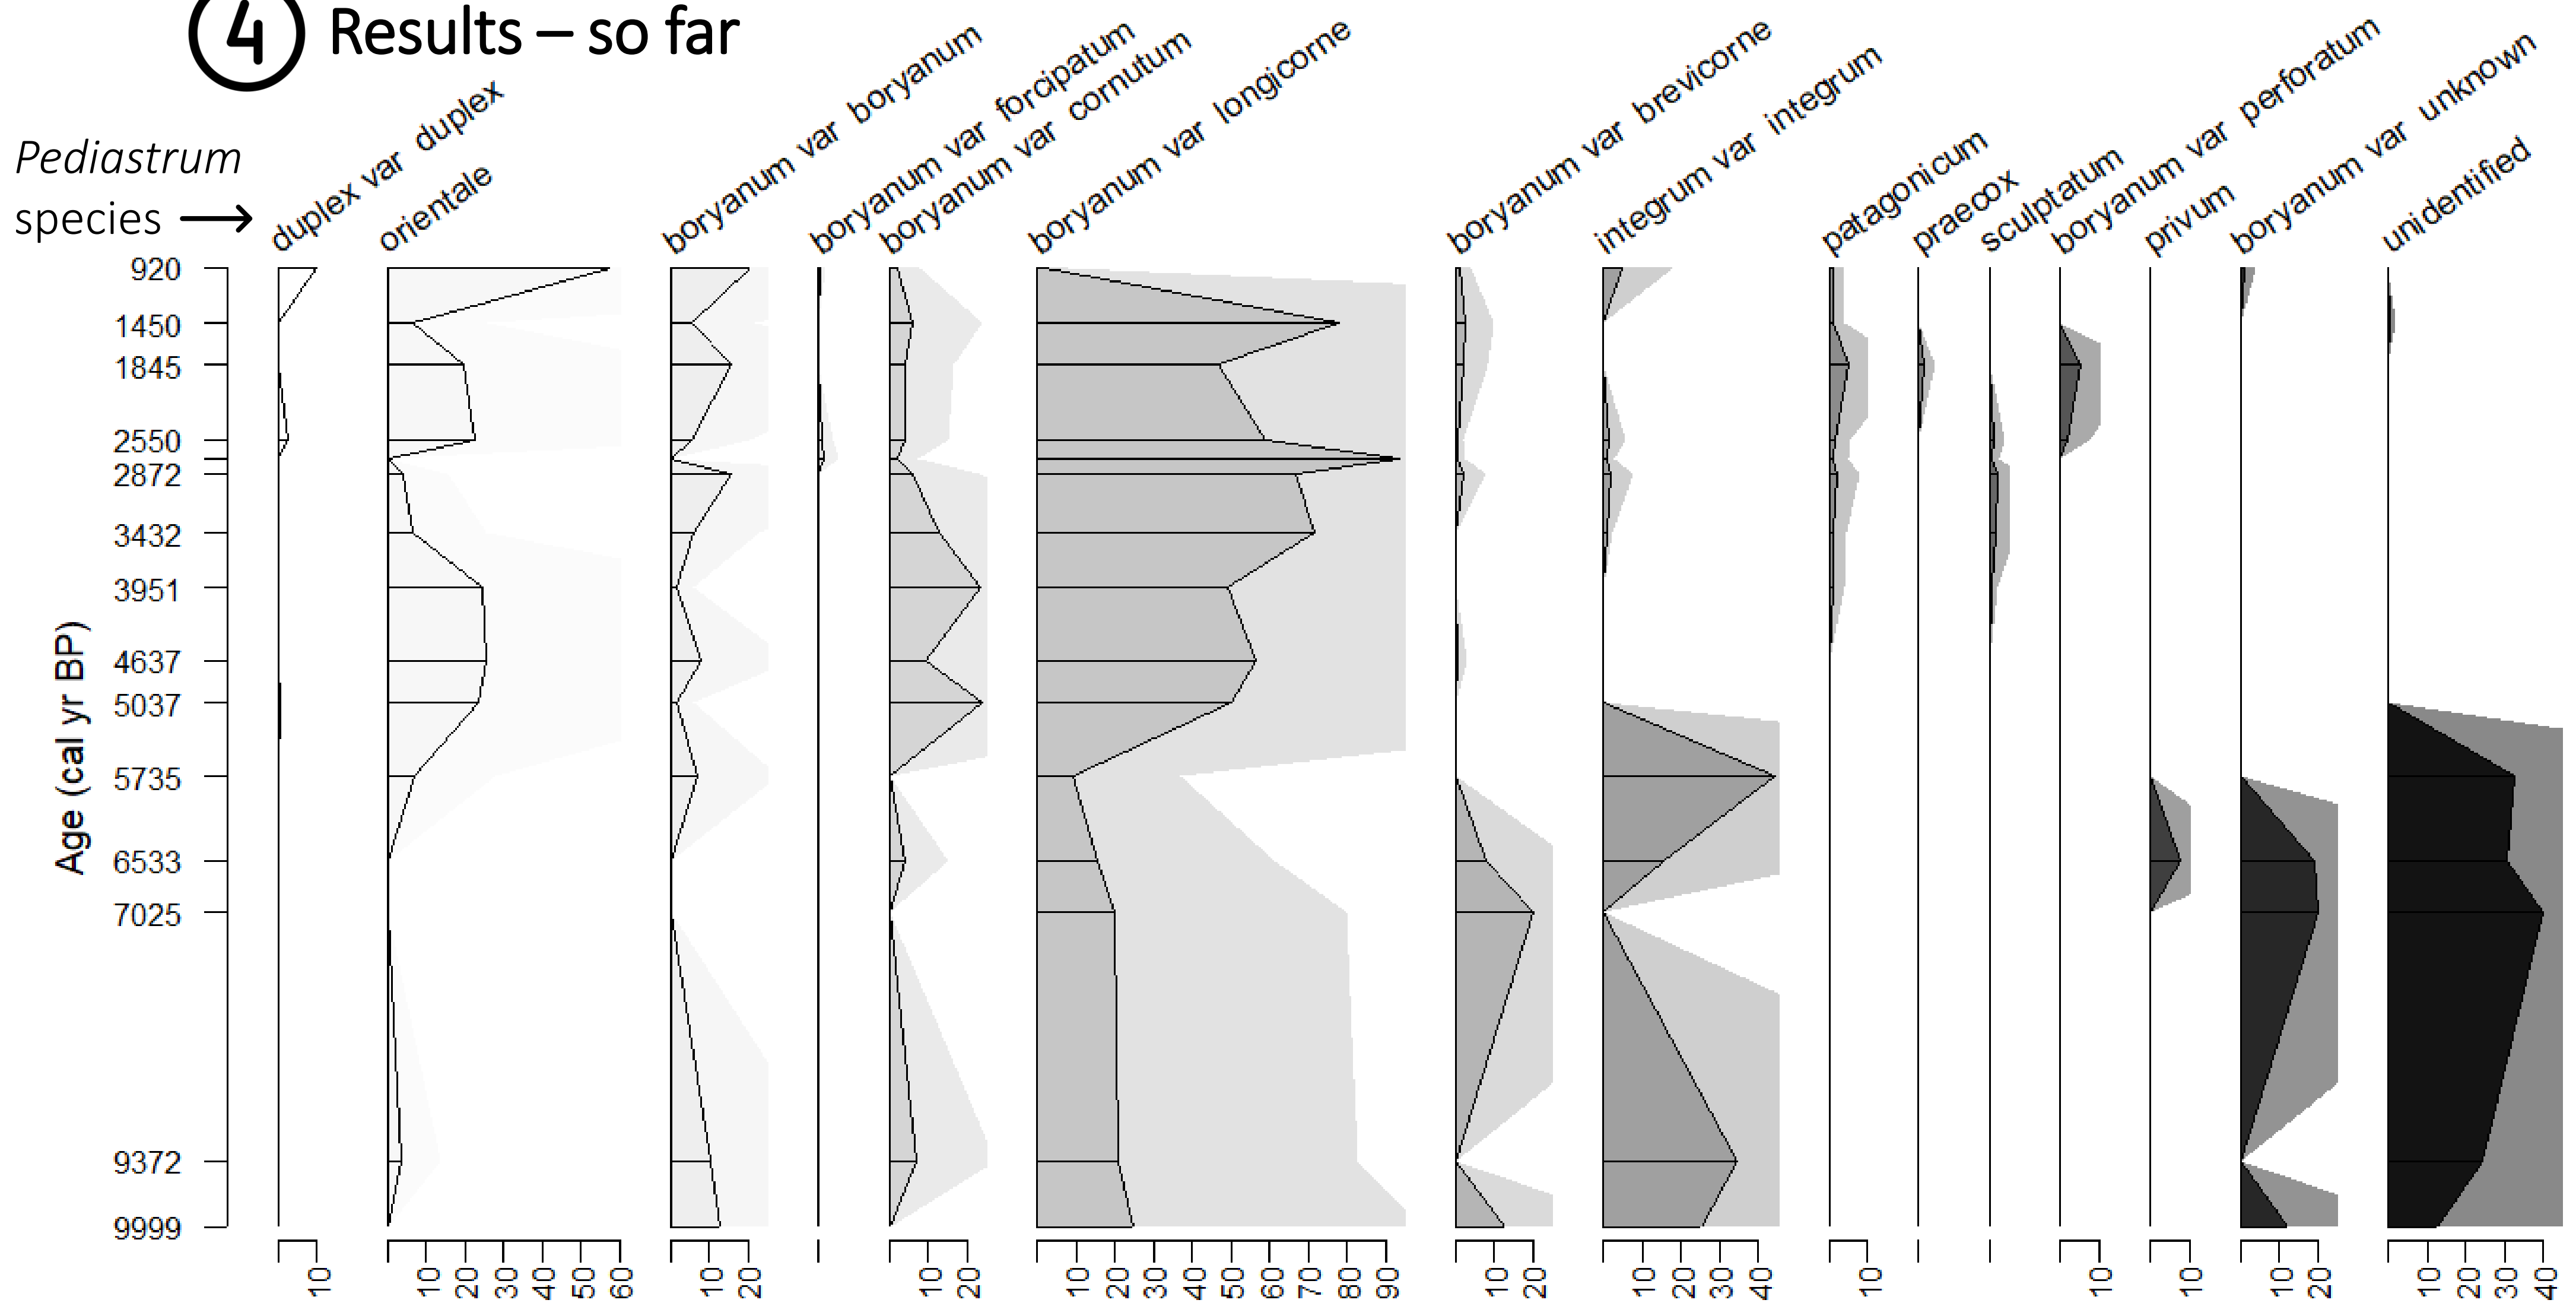 4 Results – so far
Pediastrum
species →
duplex var duplex
orientale
boryanum var boryanum
boryanum var forcipatum
boryanum var cornutum
boryanum var longicorne
boryanum var brevicorne
integrum var integrum
patagonicum
praecox
sculptatum
boryanum var perforatum
privum
boryanum var unknown
unidentified
Age (cal yr BP)
920
1450
1845
2550
2872
3432
3951
4637
5037
5735
6533
7025
9372
9999
10
10 20 30 40 50 60
10 20
10 20
10 20 30 40 50 60 70 80 90
10 20
10 20 30 40
10
10
10
10 20
10 20 30 40